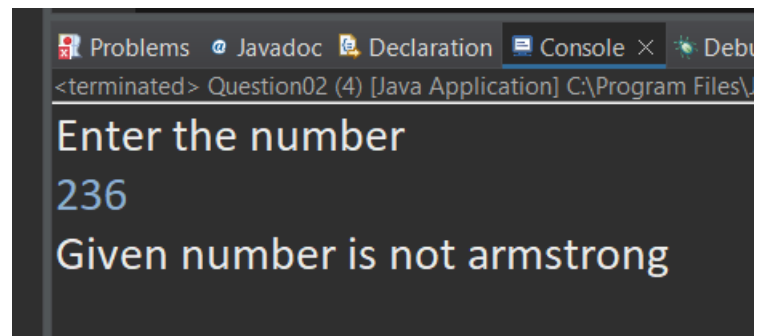 Problems @ Javadoc Declaration Console × Debu
<terminated> Question02 (4) [Java Application] C:\Program Files\J
Enter the number
236
Given number is not armstrong